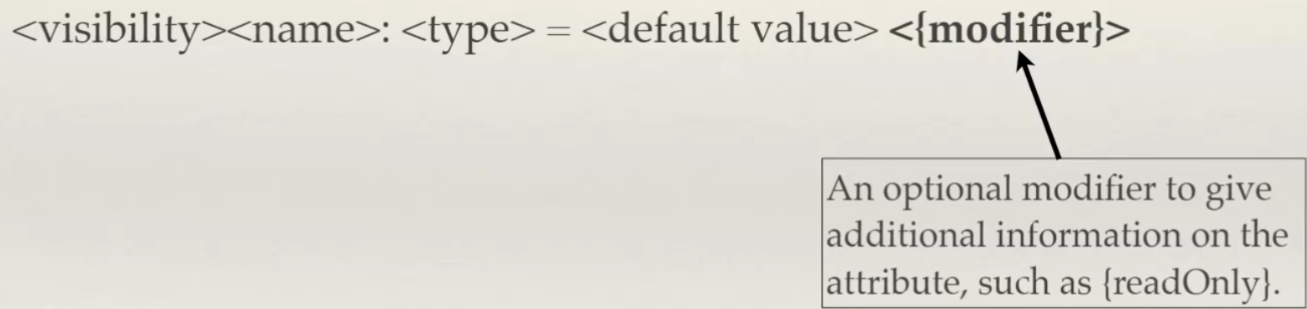 <visibility><name>: <type> = <default value> <{modifier}>
An optional modifier to give
additional information on the
attribute, such as {readOnly}.